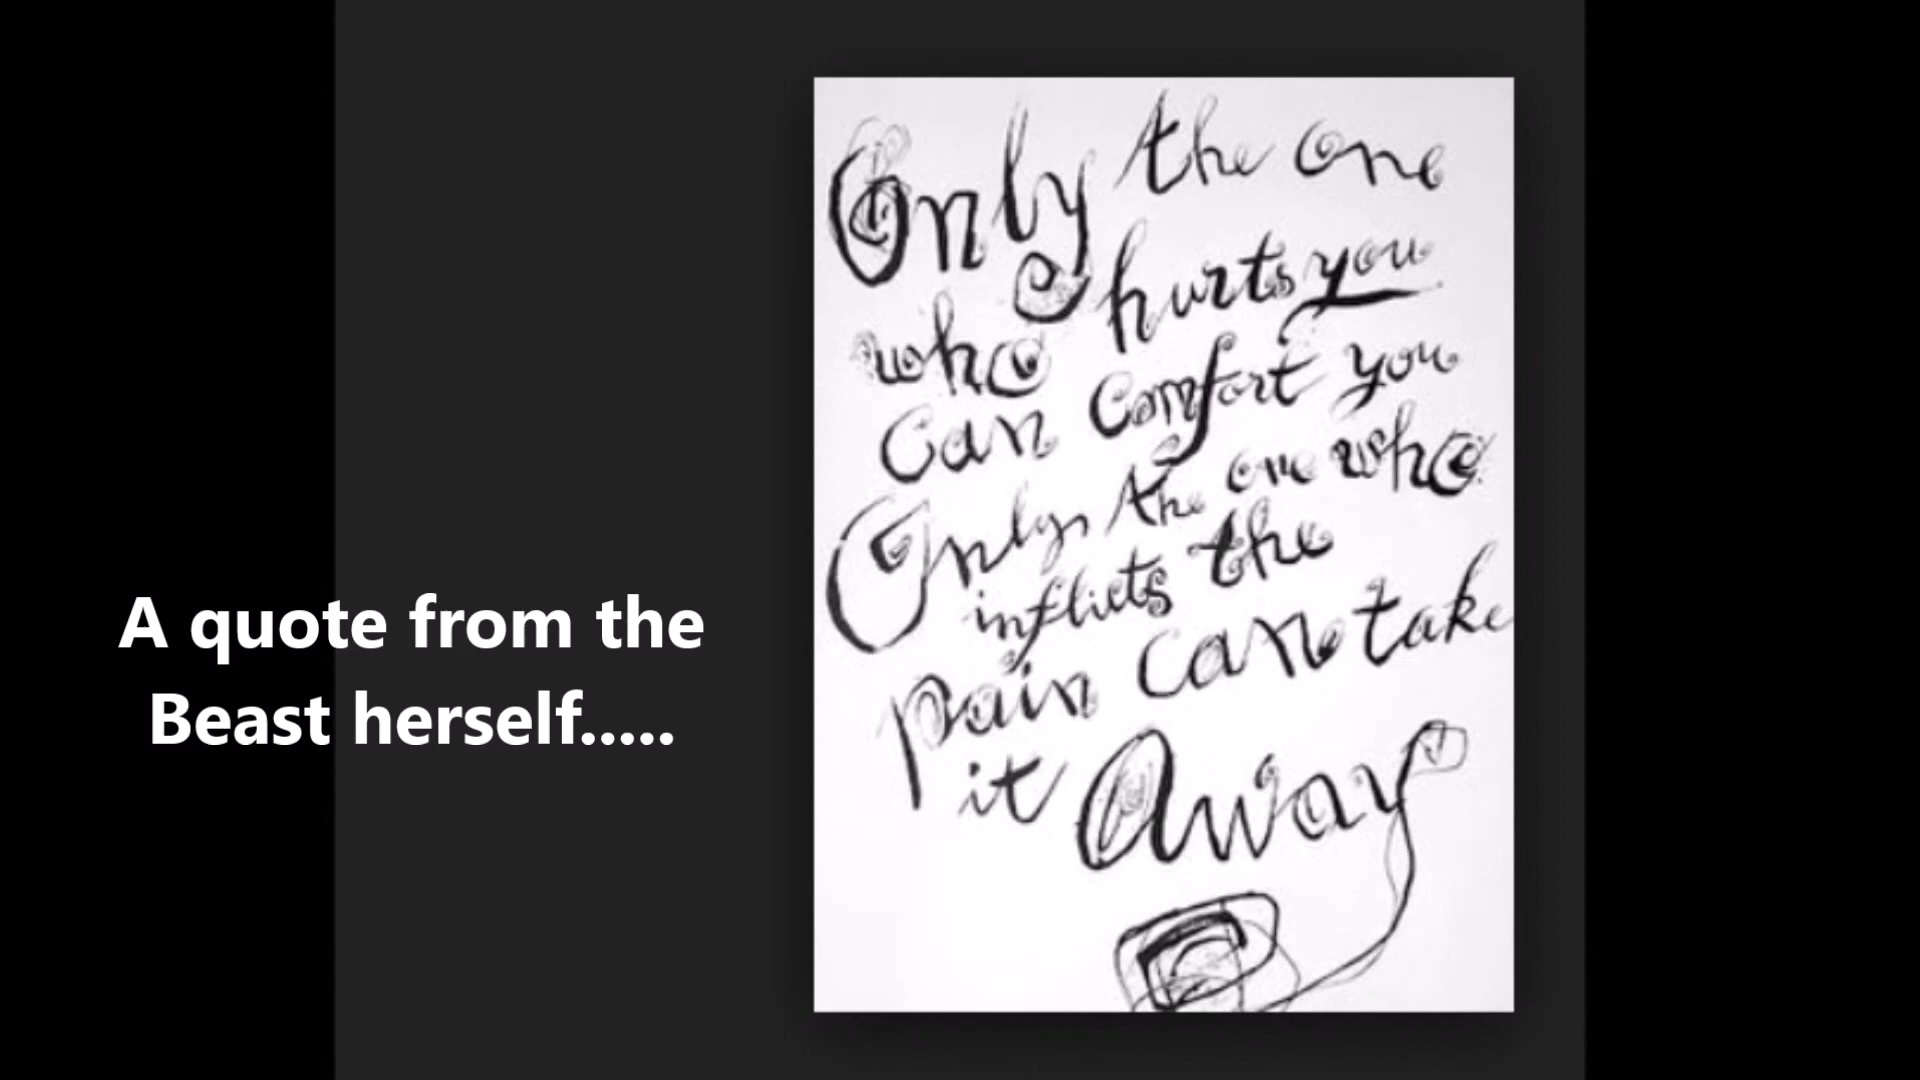 A quote from the
Beast herself.....
Only the one
who hurts you
can comfort you
Only the one who
inflicts the
pain can take
it Away